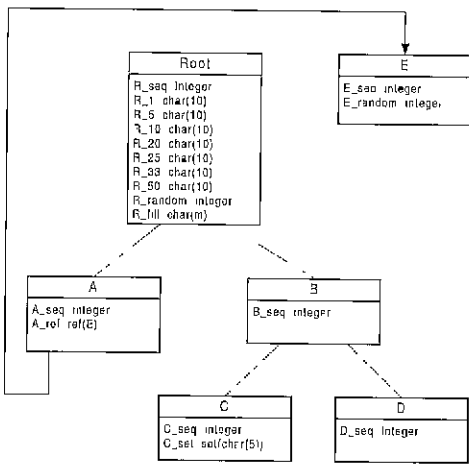 Root
R_seq Integer
R_1 char(10)
R_5 char(10)
R_10 char(10)
R_20 char(10)
R_25 char(10)
R_33 char(10)
R_50 char(10)
R_random integer
R_fill char(m)
E
E_seq integer
E_random integer
A
A_seq integer
A_ref ref(E)
B
B_seq integer
C
C_seq integer
C_set set(char(5))
D
D_seq Integer